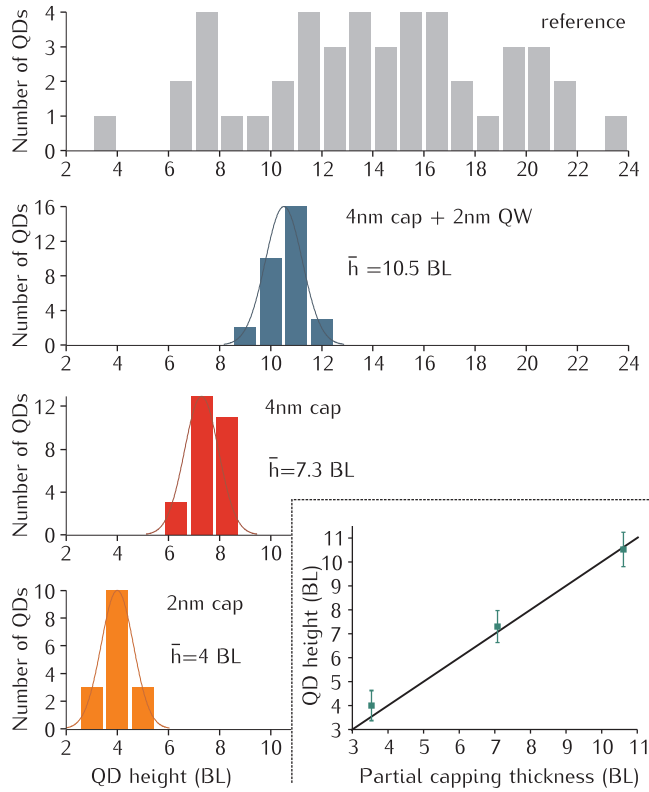 Number of QDs
4
3
2
1
0
reference
2 4 6 8 10 12 14 16 18 20 22 24
Number of QDs
16
12
8
4
0
4nm cap + 2nm QW
h̄ =10.5 BL
2 4 6 8 10 12 14 16 18 20 22 24
Number of QDs
12
8
4
0
4nm cap
h̄=7.3 BL
2 4 6 8 10
Number of QDs
10
8
6
4
2
0
2nm cap
h̄=4 BL
2 4 6 8 10
QD height (BL)
QD height (BL)
11
10
9
8
7
6
5
4
3
3 4 5 6 7 8 9 10 11
Partial capping thickness (BL)